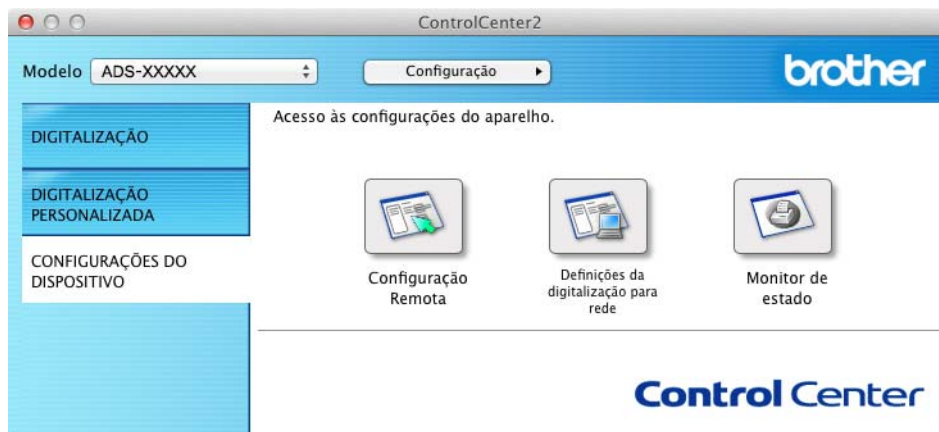 ControlCenter2
Modelo ADS-XXXXX Configuração brother
DIGITALIZAÇÃO
DIGITALIZAÇÃO
PERSONALIZADA
CONFIGURAÇÕES DO
DISPOSITIVO
Acesso às configurações do aparelho.
Configuração
Remota
Definições da
digitalização para
rede
Monitor de
estado
Control Center